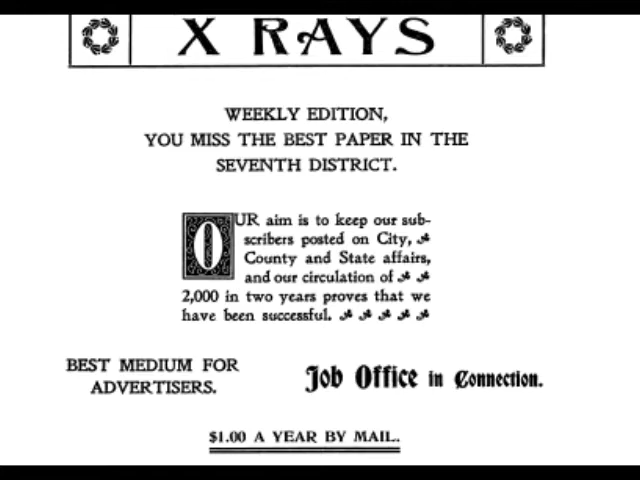 X RAYS
WEEKLY EDITION,
YOU MISS THE BEST PAPER IN THE
SEVENTH DISTRICT.
OUR aim is to keep our sub-
scribers posted on City,
County and State affairs,
and our circulation of
2,000 in two years proves that we
have been successful.
BEST MEDIUM FOR
ADVERTISERS.
Job Office in Connection.
$1.00 A YEAR BY MAIL.